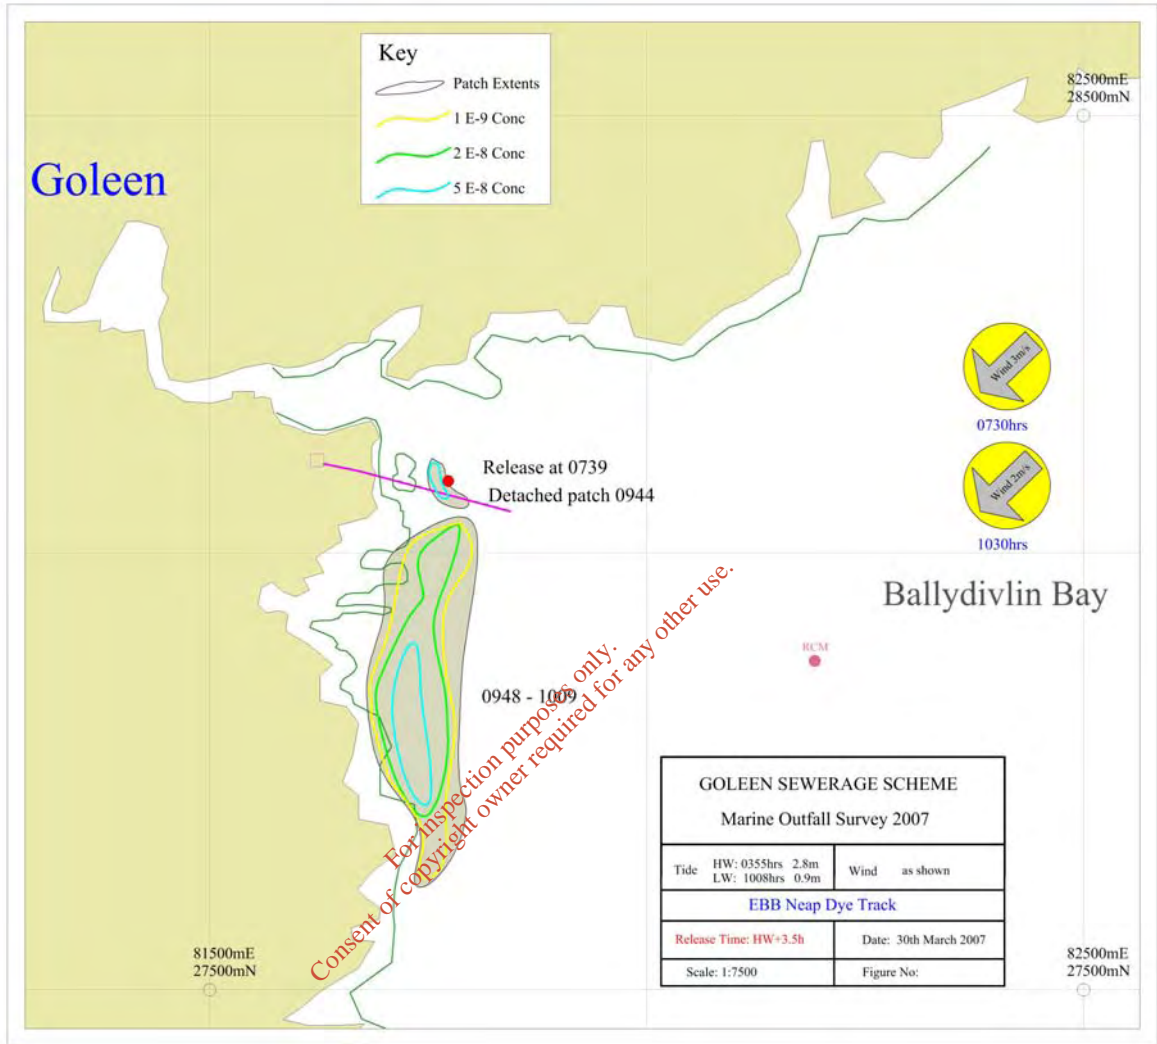 Key
Patch Extents
1 E-9 Conc
2 E-8 Conc
5 E-8 Conc
82500mE
28500mN
Goleen
Wind 3m/s
0730hrs
Release at 0739
Detached patch 0944
Wind 2m/s
1030hrs
Ballydivlin Bay
RCM
0948 - 1009
For inspection purposes only.
Consent of copyright owner required for any other use.
GOLEEN SEWERAGE SCHEME
Marine Outfall Survey 2007
Tide HW: 0355hrs 2.8m
LW: 1008hrs 0.9m
Wind as shown
EBB Neap Dye Track
Release Time: HW+3.5h
Date: 30th March 2007
Scale: 1:7500
Figure No:
81500mE
27500mN
82500mE
27500mN